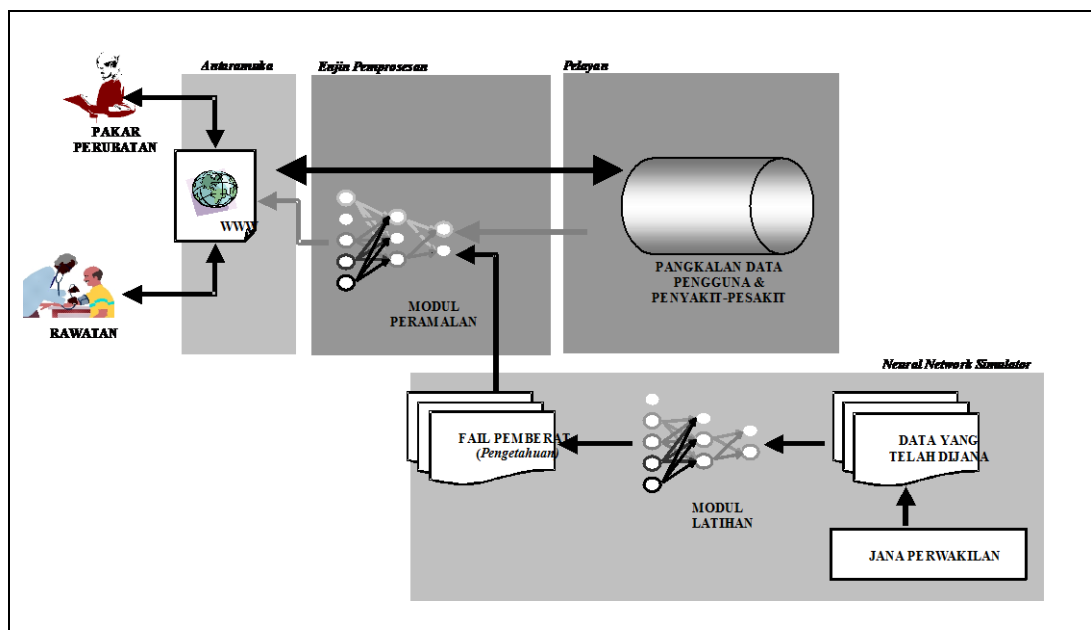 Antaramuka
Enjin Pemprosesan
Pelayan
PAKAR
PERUBATAN
WWW
RAWATAN
MODUL
PERAMALAN
PANGKALAN DATA
PENGGUNA &
PENYAKIT-PESAKIT
Neural Network Simulator
FAIL PEMBERAT
(Pengetahuan)
MODUL
LATIHAN
DATA YANG
TELAH DIJANA
JANA PERWAKILAN